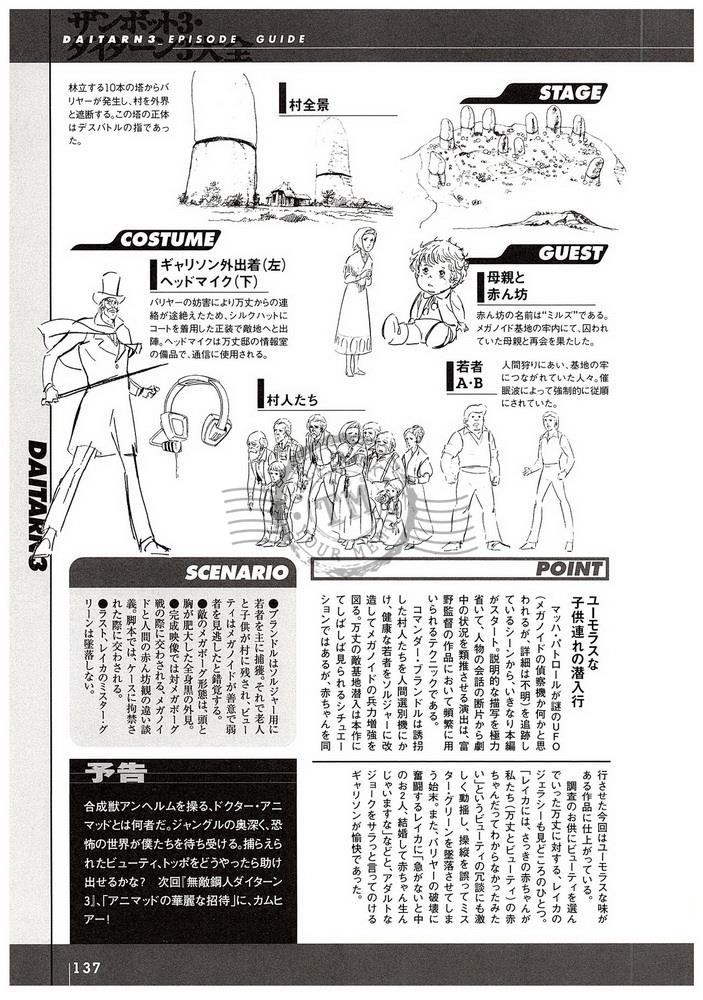 ザンボット3・
ダイターン3大全
DAITARN3_EPISODE GUIDE
林立する10本の塔からバ
リヤーが発生し、村を外界
と遮断する。この塔の正体
はデスバトルの指であっ
た。
村全景
STAGE
COSTUME
ギャリソン外出着(左)
ヘッドマイク(下)
バリヤーの妨害により万丈からの連
絡が途絶えたため、シルクハットに
コートを着用した正装で敵地へと出
陣。ヘッドマイクは万丈邸の情報室
の備品で、通信に使用される。
GUEST
母親と
赤ん坊
赤ん坊の名前は“ミルズ”である。
メガノイド基地の牢内にて、囚われ
ていた母親と再会を果たした。
若者
A・B
人間狩りにあい、基地の牢
につながれていた人々。催
眠波によって強制的に従順
にされていた。
村人たち
DAITARN3
POINT
ユーモラスな
子供連れの潜入行
マッハ・パトロールが謎のUFO
(メガノイドの偵察機か何かと思
われるが、詳細は不明)を追跡し
ているシーンから、いきなり本編
がスタート。説明的な描写を極力
省いて、人物の会話の断片から劇
中の状況を類推させる演出は、富
野監督の作品において頻繁に用
いられるテクニックである。
コマンダー・ブランドルは誘拐
した村人たちを人間選別機にか
け、健康な若者をソルジャーに改
造してメガノイドの兵力増強を
図る。万丈の敵基地潜入は本作に
てしばしば見られるシチュエー
ションではあるが、赤ちゃんを同
行させた今回はユーモラスな味が
ある作品に仕上がっている。
調査のお供にビューティを選ん
でいった万丈に対する、レイカの
ジェラシーも見どころのひとつ。
「レイカには、さっきの赤ちゃんが
私たち(万丈とビューティ)の赤
ちゃんだってわからなかったみた
い」というビューティの冗談にも激
しく動揺し、操縦を誤ってミス
ター・グリーンを墜落させてしま
う始末。また、バリヤーの破壊に
奮闘するレイカに「急がないと中
のお2人、結婚して赤ちゃん生ん
じゃいますな」などと、アダルトな
ジョークをサラっと言ってのける
ギャリソンが愉快であった。
SCENARIO
●ブランドルはソルジャー用に
若者を主に捕獲。それで老人
と子供が村に残され、ビュー
ティはメガノイドが善意で弱
者を見逃したと錯覚する。
●敵のメガボーグ形態は、頭と
胸が肥大した全身黒の外見。
●完成映像では対メガボーグ
戦の際に交わされる、メガノイ
ドと人間の赤ん坊観の違い談
義。脚本では、ケースに拘禁さ
れた際に交わされる。
●ラスト、レイカのミスター・グ
リーンは墜落しない。
予告
合成獣アンヘルムを操る、ドクター・アニ
マッドとは何者だ。ジャングルの奥深く、恐
怖の世界が僕たちを待ち受ける。捕らえら
れたビューティ、トッポをどうやったら助け
出せるかな? 次回『無敵鋼人ダイターン
3』、「アニマッドの華麗な招待」に、カムヒ
アー!
137